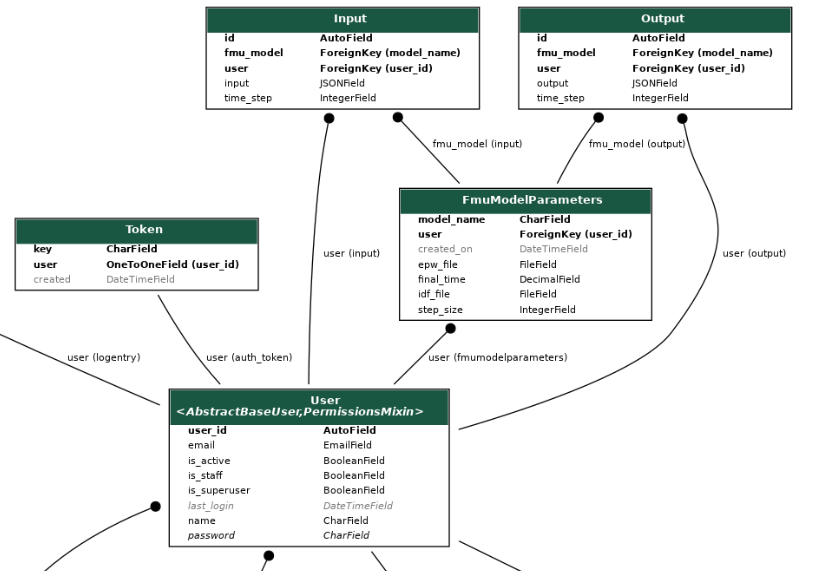 Input
id AutoField
fmu_model ForeignKey (model_name)
user ForeignKey (user_id)
input JSONField
time_step IntegerField
Output
id AutoField
fmu_model ForeignKey (model_name)
user ForeignKey (user_id)
output JSONField
time_step IntegerField
fmu_model (input)
fmu_model (output)
FmuModelParameters
model_name CharField
user ForeignKey (user_id)
created_on DateTimeField
epw_file FileField
final_time DecimalField
idf_file FileField
step_size IntegerField
Token
key CharField
user OneToOneField (user_id)
created DateTimeField
user (input)
user (output)
user (logentry)
user (auth_token)
user (fmumodelparameters)
User
<AbstractBaseUser,PermissionsMixin>
user_id AutoField
email EmailField
is_active BooleanField
is_staff BooleanField
is_superuser BooleanField
last_login DateTimeField
name CharField
password CharField